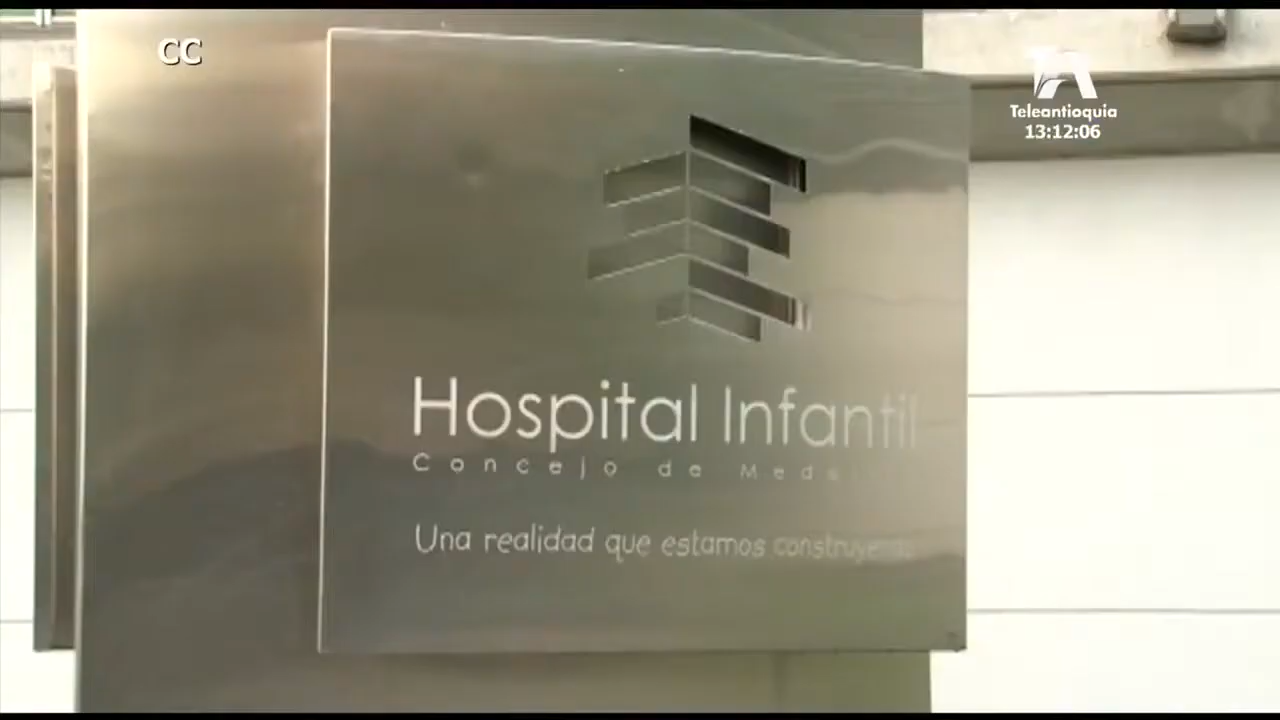 CC
Teleantioquia
13:12:06
Hospital Infantil
Concejo de
Una realidad que estamos